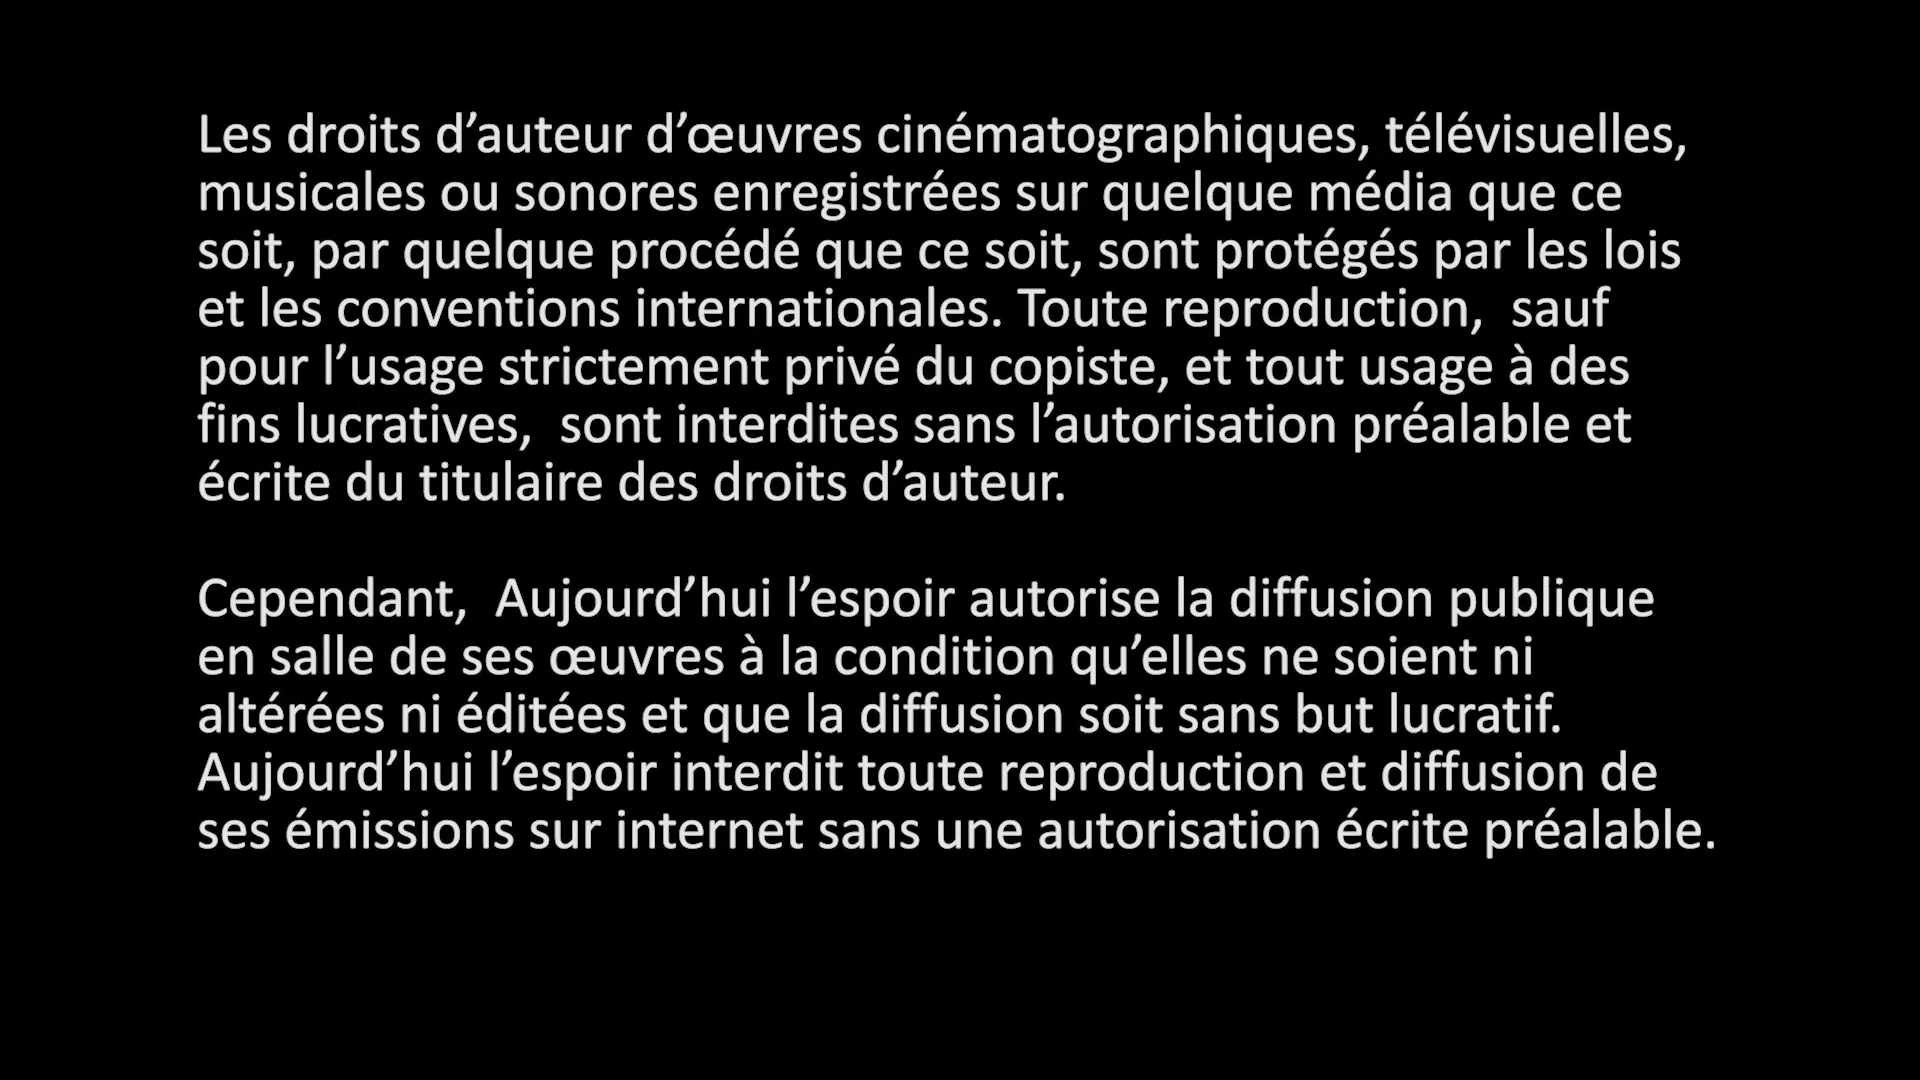 Les droits d’auteur d’œuvres cinématographiques, télévisuelles,
musicales ou sonores enregistrées sur quelque média que ce
soit, par quelque procédé que ce soit, sont protégés par les lois
et les conventions internationales. Toute reproduction,  sauf
pour l’usage strictement privé du copiste, et tout usage à des
fins lucratives,  sont interdites sans l’autorisation préalable et
écrite du titulaire des droits d’auteur.
Cependant,  Aujourd’hui l’espoir autorise la diffusion publique
en salle de ses œuvres à la condition qu’elles ne soient ni
altérées ni éditées et que la diffusion soit sans but lucratif.
Aujourd’hui l’espoir interdit toute reproduction et diffusion de
ses émissions sur internet sans une autorisation écrite préalable.